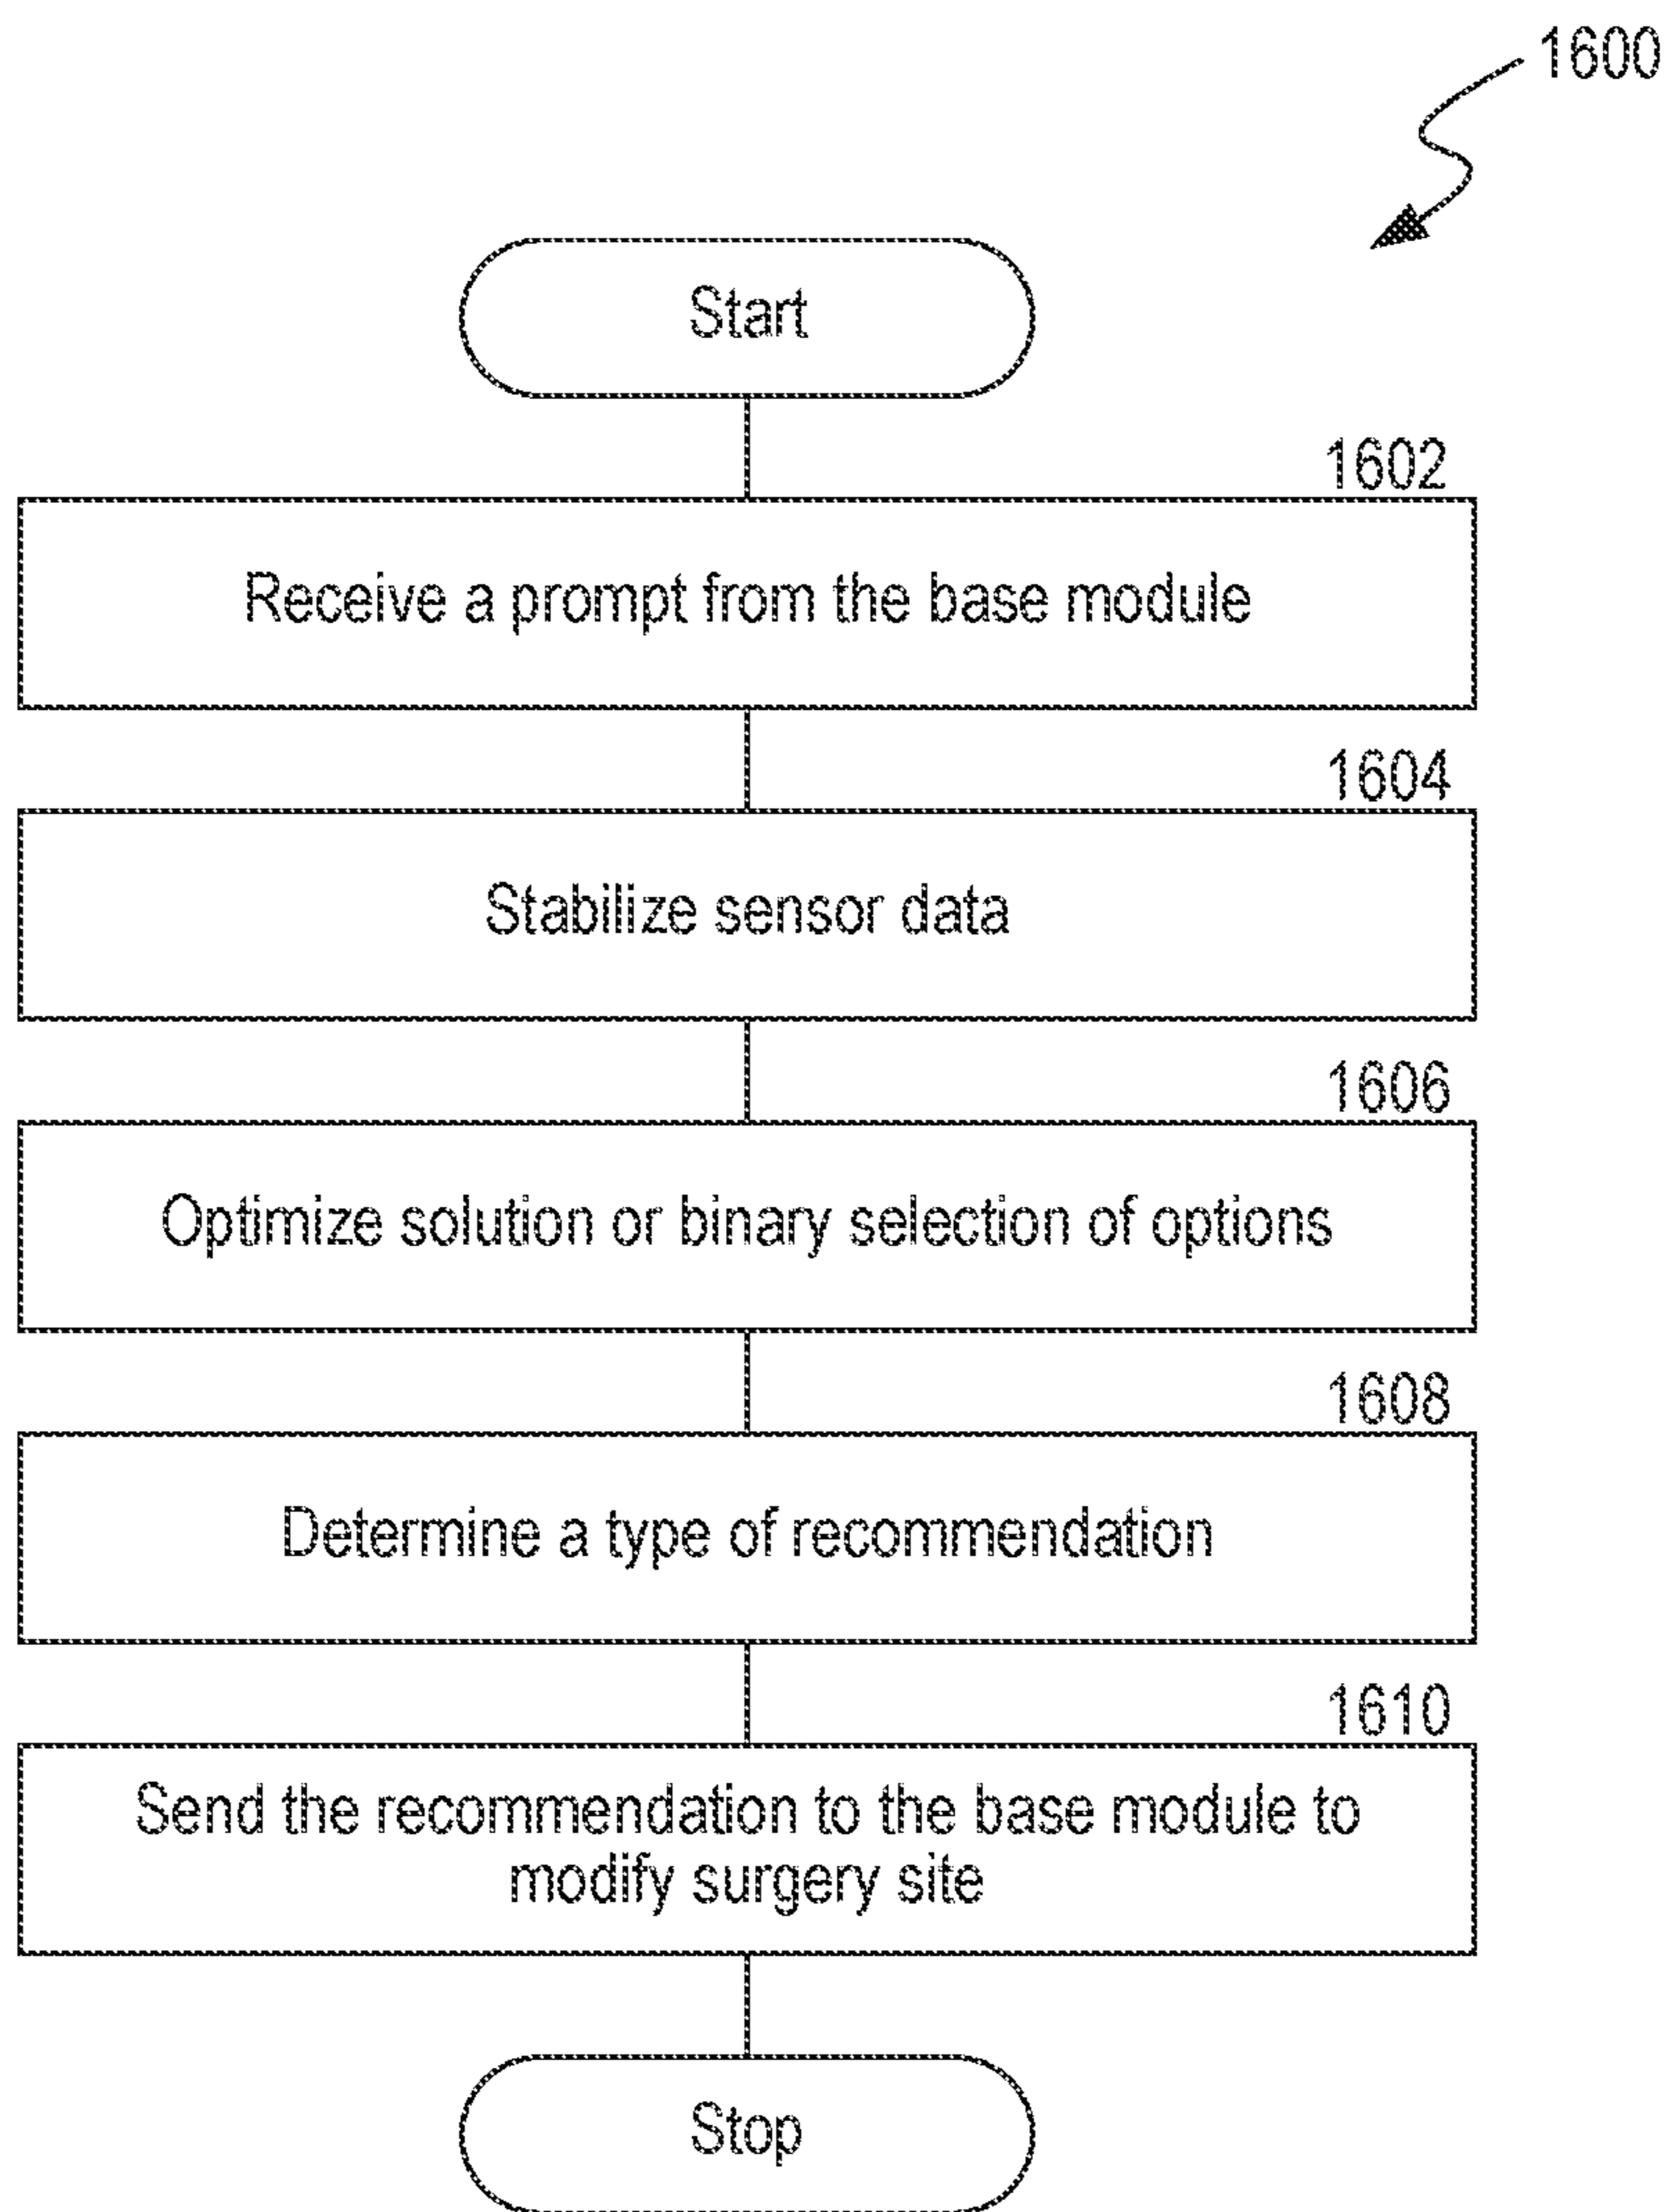 1600
Start
1602
Receive a prompt from the base module
1604
Stabilize sensor data
1606
Optimize solution or binary selection of options
1608
Determine a type of recommendation
1610
Send the recommendation to the base module to
modify surgery site
Stop